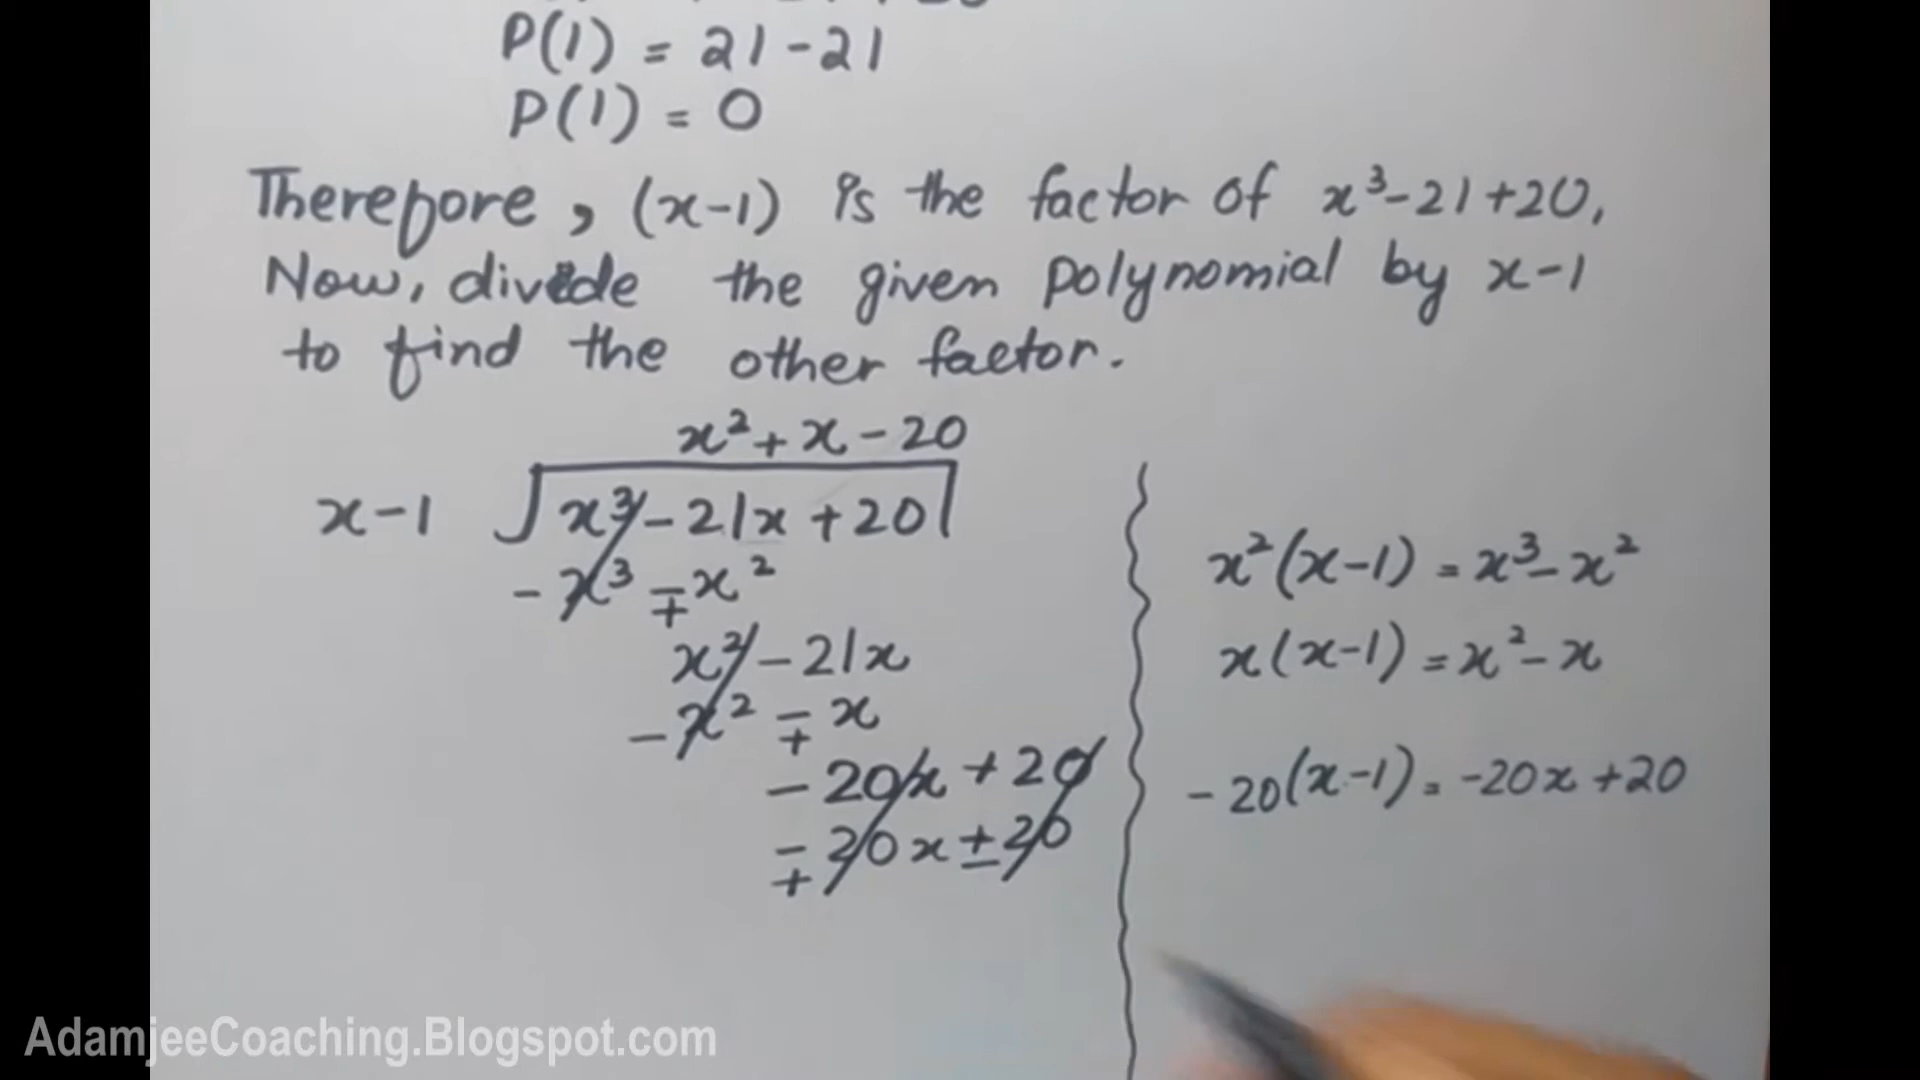 P(1) = 21 - 21
P(1) = 0
Therefore, (x-1) is the factor of x³-21+20,
Now, divide the given polynomial by x-1
to find the other factor.
x² + x - 20
x-1 x³ - 21x + 20
- x³ ∓ x²
x² - 21x
- x² ∓ x
- 20x + 20
∓ 20x ± 20
x²(x-1) = x³ - x²
x(x-1) = x² - x
- 20(x-1) = -20x + 20
AdamjeeCoaching.Blogspot.com